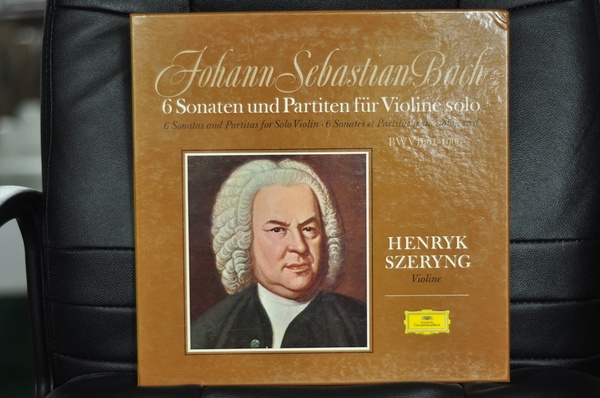 Johann Sebastian Bach
6 Sonaten und Partiten für Violine solo
6 Sonatas and Partitas for Solo Violin · 6 Sonates et
BWV
HENRYK
SZERYNG
Violine